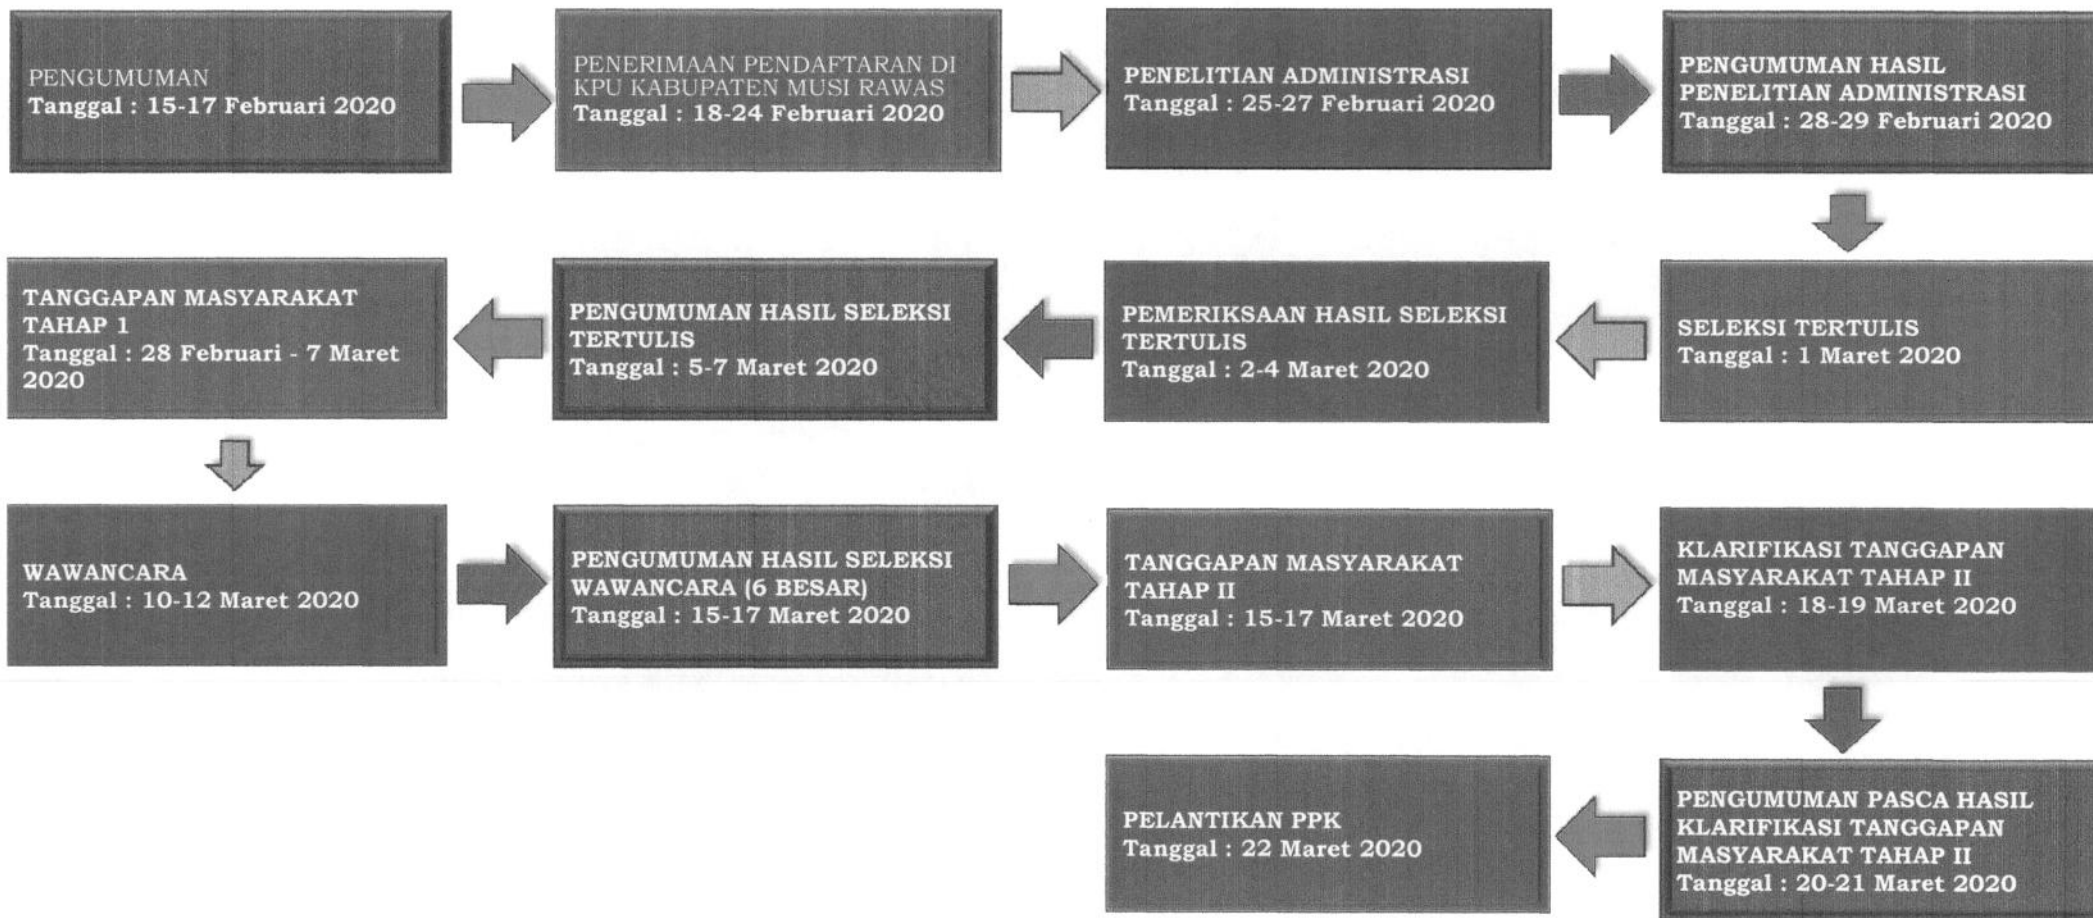 PENGUMUMAN
Tanggal : 15-17 Februari 2020
PENERIMAAN PENDAFTARAN DI
KPU KABUPATEN MUSI RAWAS
Tanggal : 18-24 Februari 2020
PENELITIAN ADMINISTRASI
Tanggal : 25-27 Februari 2020
PENGUMUMAN HASIL
PENELITIAN ADMINISTRASI
Tanggal : 28-29 Februari 2020
SELEKSI TERTULIS
Tanggal : 1 Maret 2020
PEMERIKSAAN HASIL SELEKSI
TERTULIS
Tanggal : 2-4 Maret 2020
PENGUMUMAN HASIL SELEKSI
TERTULIS
Tanggal : 5-7 Maret 2020
TANGGAPAN MASYARAKAT
TAHAP 1
Tanggal : 28 Februari - 7 Maret
2020
WAWANCARA
Tanggal : 10-12 Maret 2020
PENGUMUMAN HASIL SELEKSI
WAWANCARA (6 BESAR)
Tanggal : 15-17 Maret 2020
TANGGAPAN MASYARAKAT
TAHAP II
Tanggal : 15-17 Maret 2020
KLARIFIKASI TANGGAPAN
MASYARAKAT TAHAP II
Tanggal : 18-19 Maret 2020
PENGUMUMAN PASCA HASIL
KLARIFIKASI TANGGAPAN
MASYARAKAT TAHAP II
Tanggal : 20-21 Maret 2020
PELANTIKAN PPK
Tanggal : 22 Maret 2020